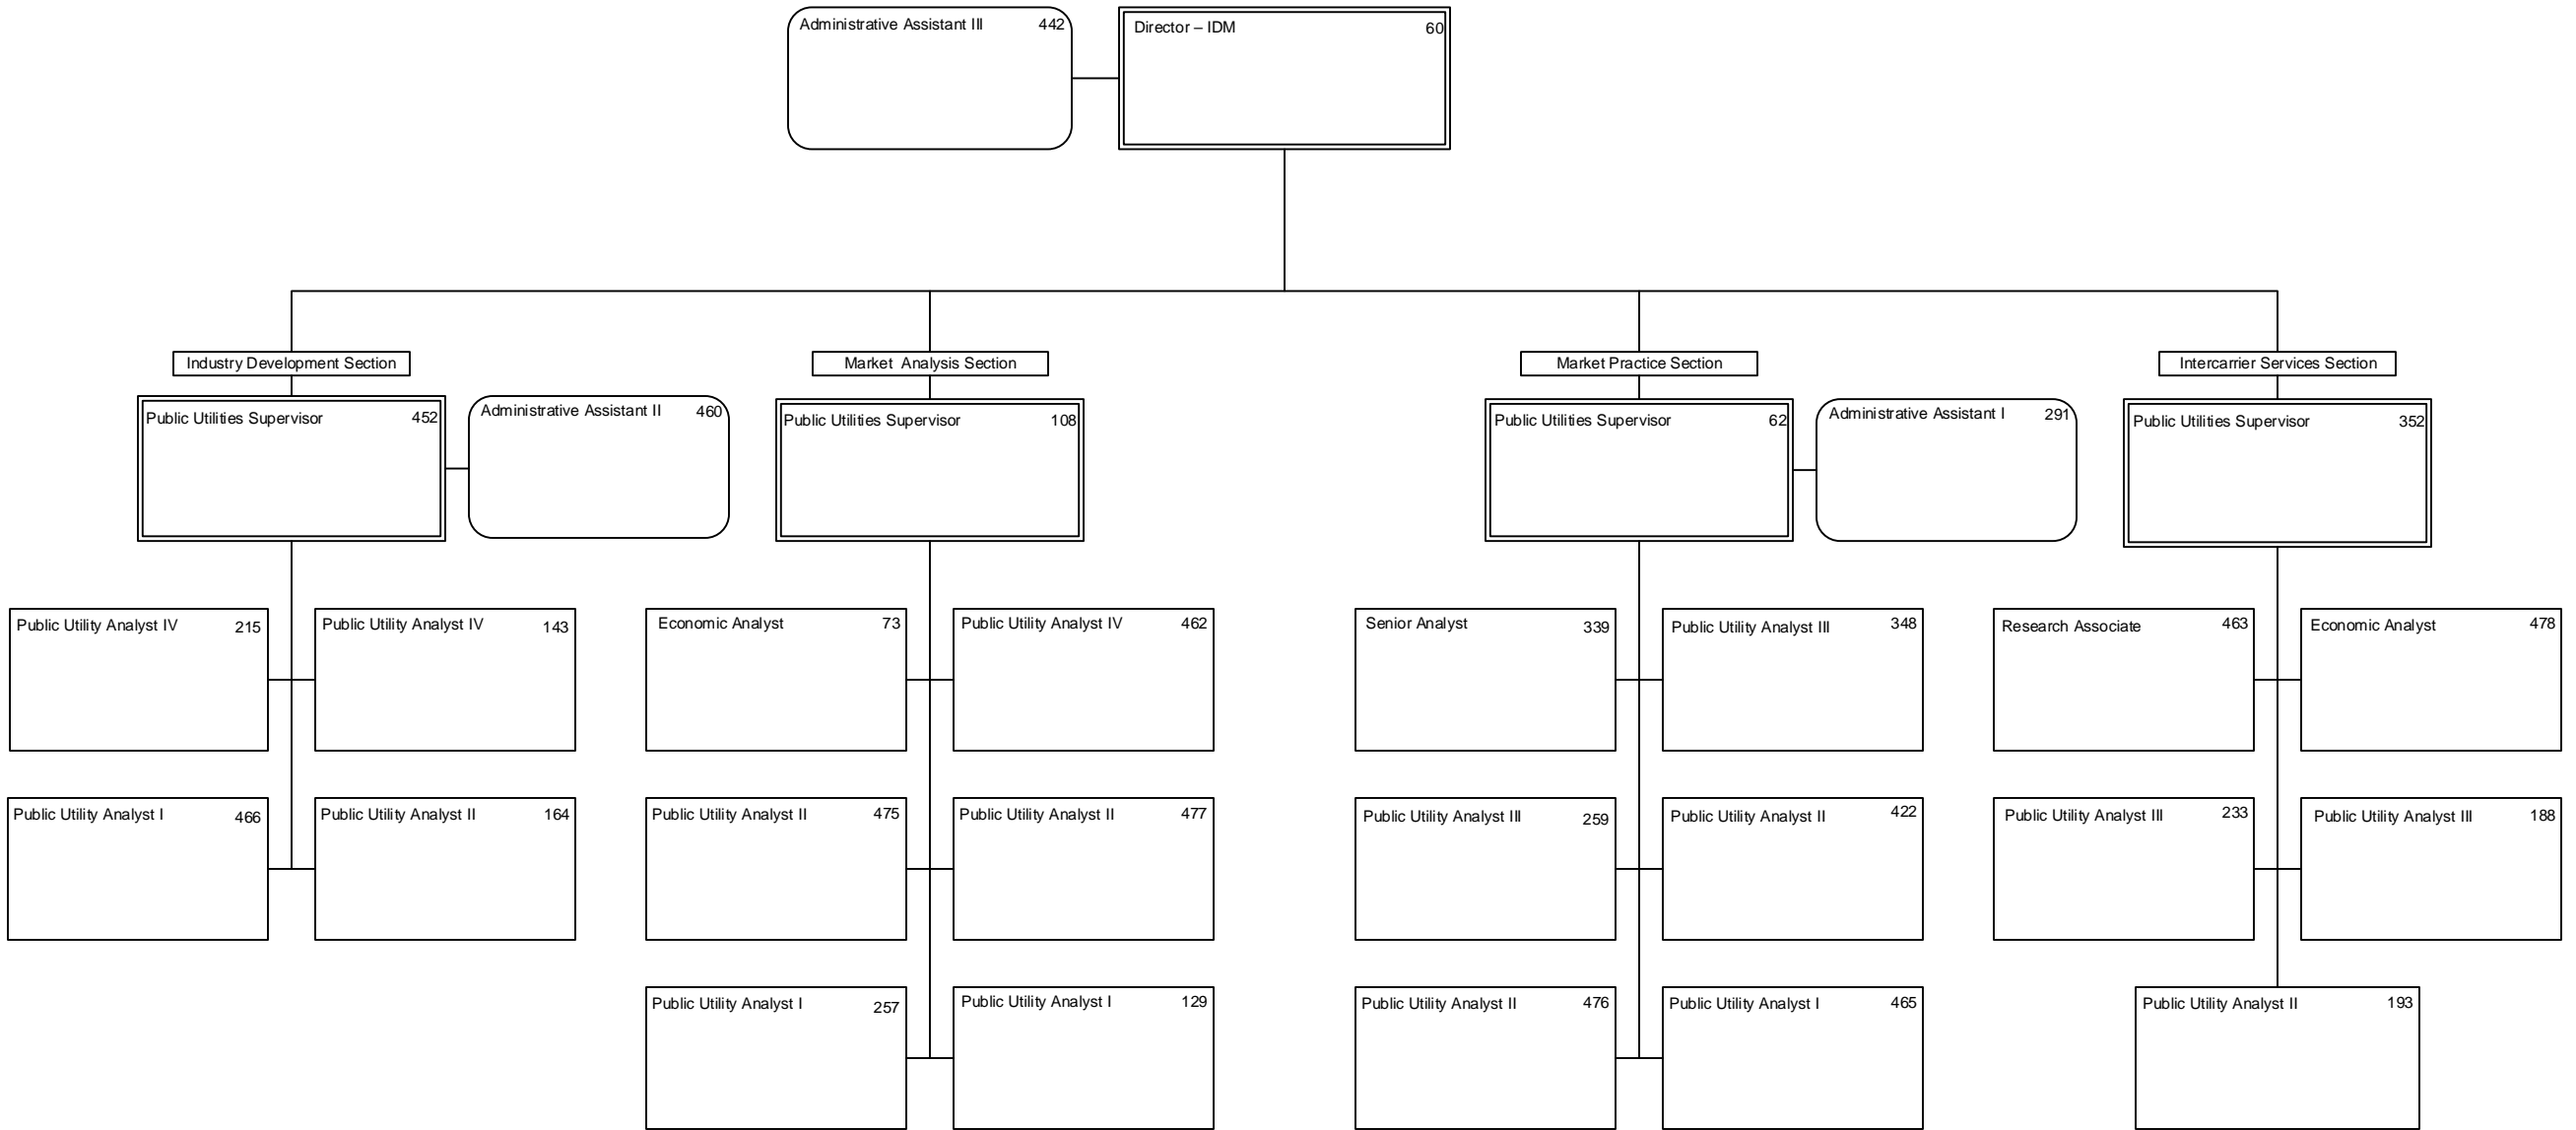 Administrative Assistant III 442
Director – IDM 60
Industry Development Section
Market  Analysis Section
Market Practice Section
Intercarrier Services Section
Public Utilities Supervisor 452
Administrative Assistant II 460
Public Utilities Supervisor 108
Public Utilities Supervisor 62
Administrative Assistant I 291
Public Utilities Supervisor 352
Public Utility Analyst IV 215
Public Utility Analyst IV 143
Economic Analyst 73
Public Utility Analyst IV 462
Senior Analyst 339
Public Utility Analyst III 348
Research Associate 463
Economic Analyst 478
Public Utility Analyst I 466
Public Utility Analyst II 164
Public Utility Analyst II 475
Public Utility Analyst II 477
Public Utility Analyst III 259
Public Utility Analyst II 422
Public Utility Analyst III 233
Public Utility Analyst III 188
Public Utility Analyst I 257
Public Utility Analyst I 129
Public Utility Analyst II 476
Public Utility Analyst I 465
Public Utility Analyst II 193